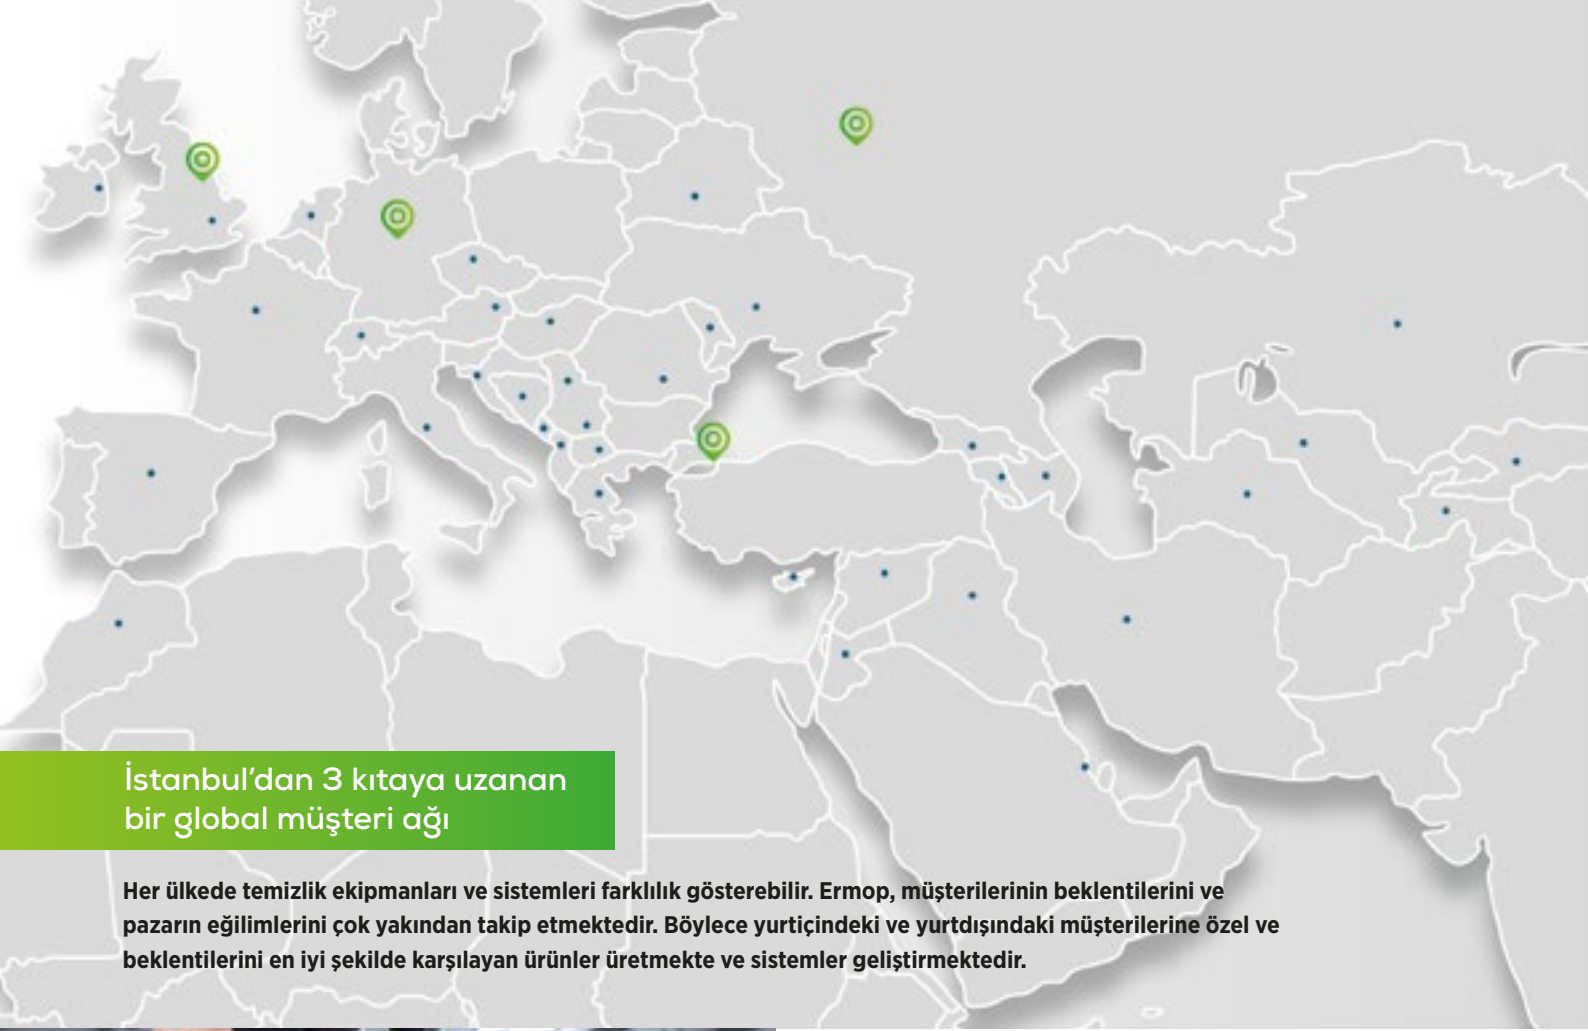 İstanbul’dan 3 kıtaya uzanan
bir global müşteri ağı
Her ülkede temizlik ekipmanları ve sistemleri farklılık gösterebilir. Ermop, müşterilerinin beklentilerini ve
pazarın eğilimlerini çok yakından takip etmektedir. Böylece yurtiçindeki ve yurtdışındaki müşterilerine özel ve
beklentilerini en iyi şekilde karşılayan ürünler üretmekte ve sistemler geliştirmektedir.